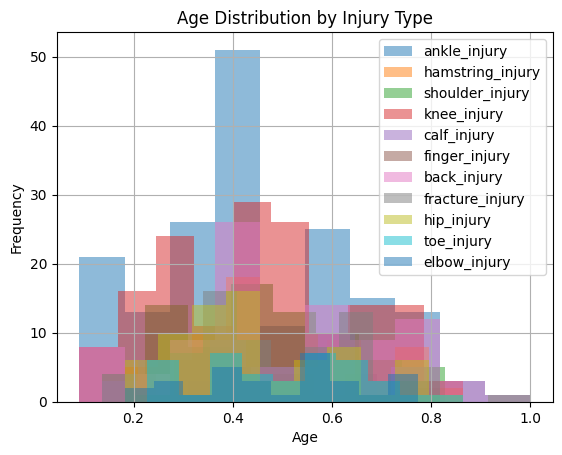 Age Distribution by Injury Type
Frequency
50
40
30
20
10
0
ankle_injury
hamstring_injury
shoulder_injury
knee_injury
calf_injury
finger_injury
back_injury
fracture_injury
hip_injury
toe_injury
elbow_injury
0.2 0.4 0.6 0.8 1.0
Age